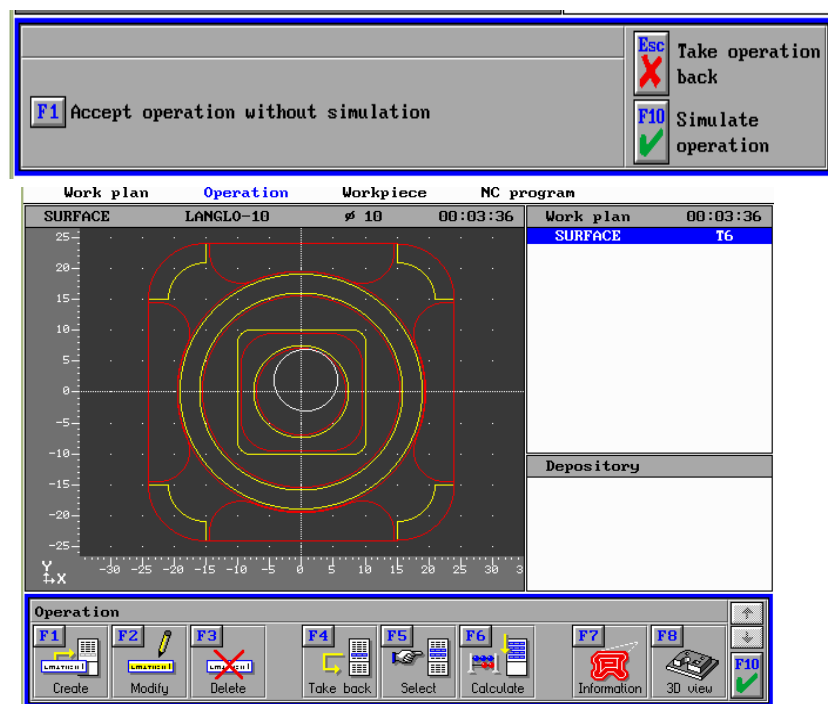 Esc Take operation
back
F1 Accept operation without simulation
F10 Simulate
operation
Work plan Operation Workpiece NC program
SURFACE LANGLO-10 ø 10 00:03:36 Work plan 00:03:36
SURFACE T6
25
20
15
10
5
0
-5
-10
-15
-20
-25
Y
X
-30 -25 -20 -15 -10 -5 0 5 10 15 20 25 30 3
Depository
Operation
F1 F2 F3 F4 F5 F6 F7 F8 F10
Create Modify Delete Take back Select Calculate Information 3D view